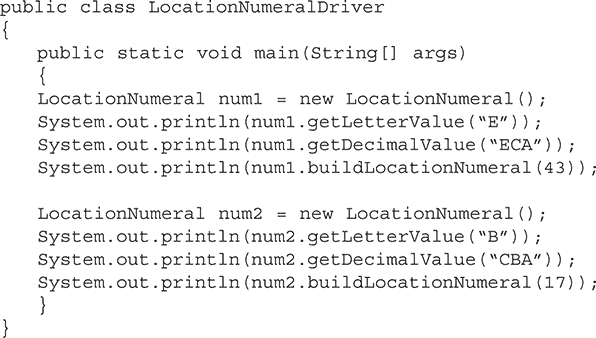 public class LocationNumeralDriver
{
public static void main(String[] args)
{
LocationNumeral num1 = new LocationNumeral();
System.out.println(num1.getLetterValue(“E”));
System.out.println(num1.getDecimalValue(“ECA”));
System.out.println(num1.buildLocationNumeral(43));
LocationNumeral num2 = new LocationNumeral();
System.out.println(num2.getLetterValue(“B”));
System.out.println(num2.getDecimalValue(“CBA”));
System.out.println(num2.buildLocationNumeral(17));
}
}